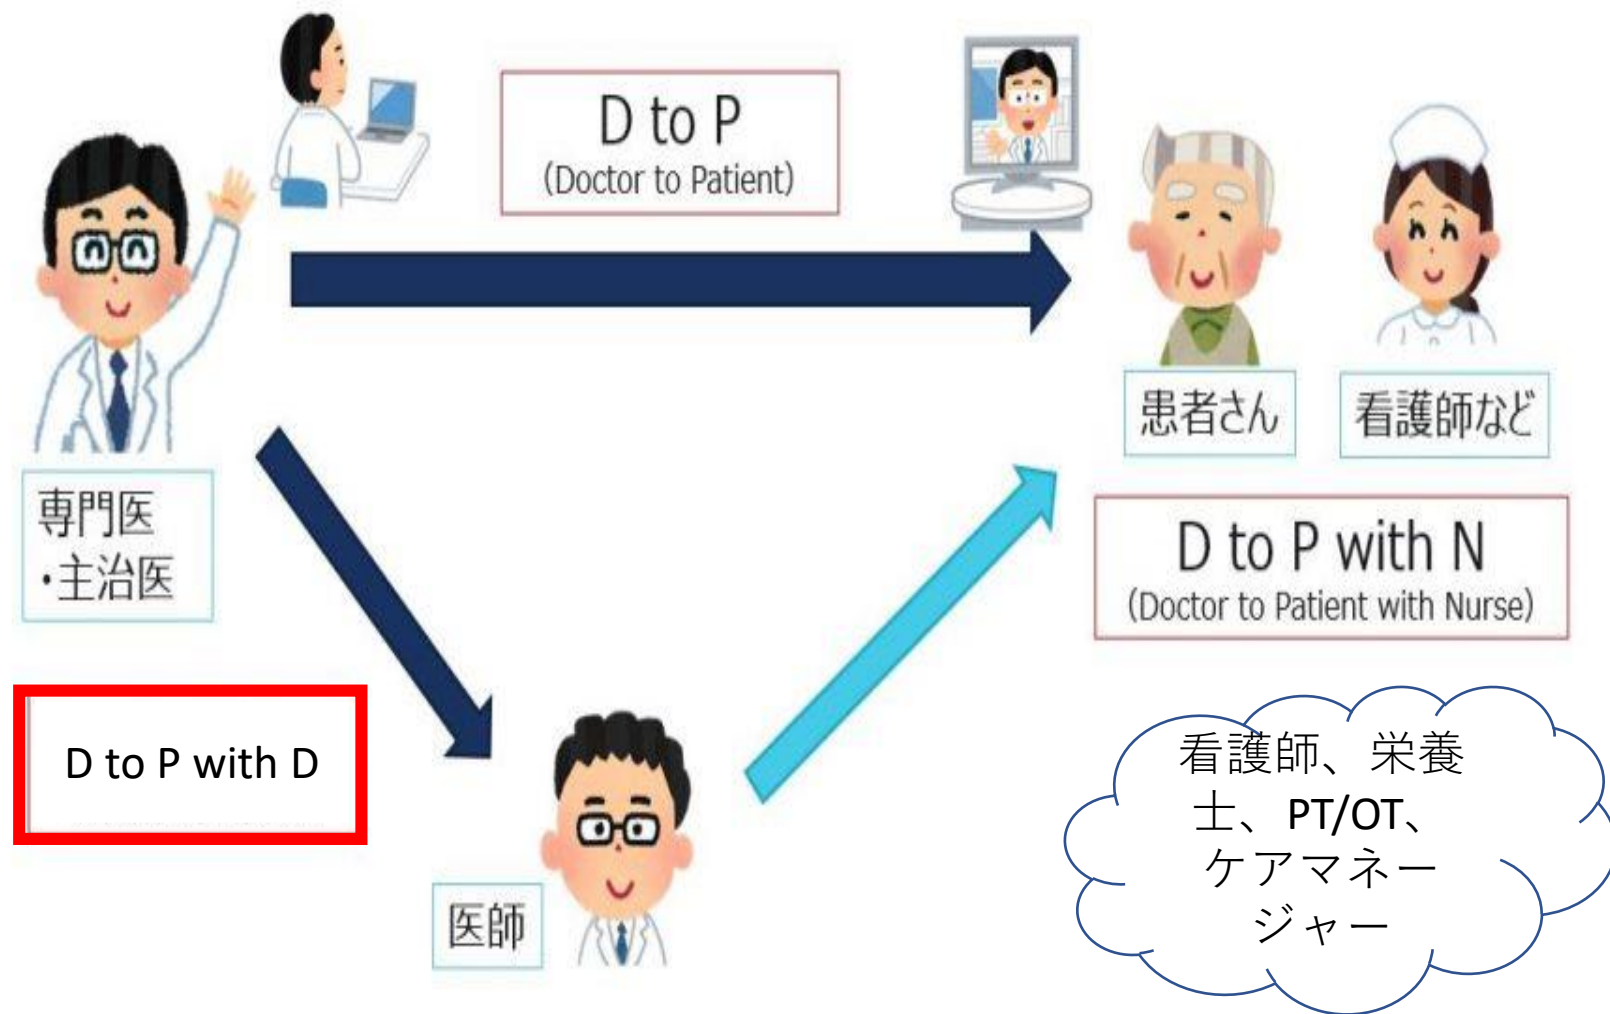 D to P
(Doctor to Patient)
患者さん
看護師など
専門医
・主治医
D to P with N
(Doctor to Patient with Nurse)
D to P with D
医師
看護師、栄養
士、PT/OT、
ケアマネー
ジャー